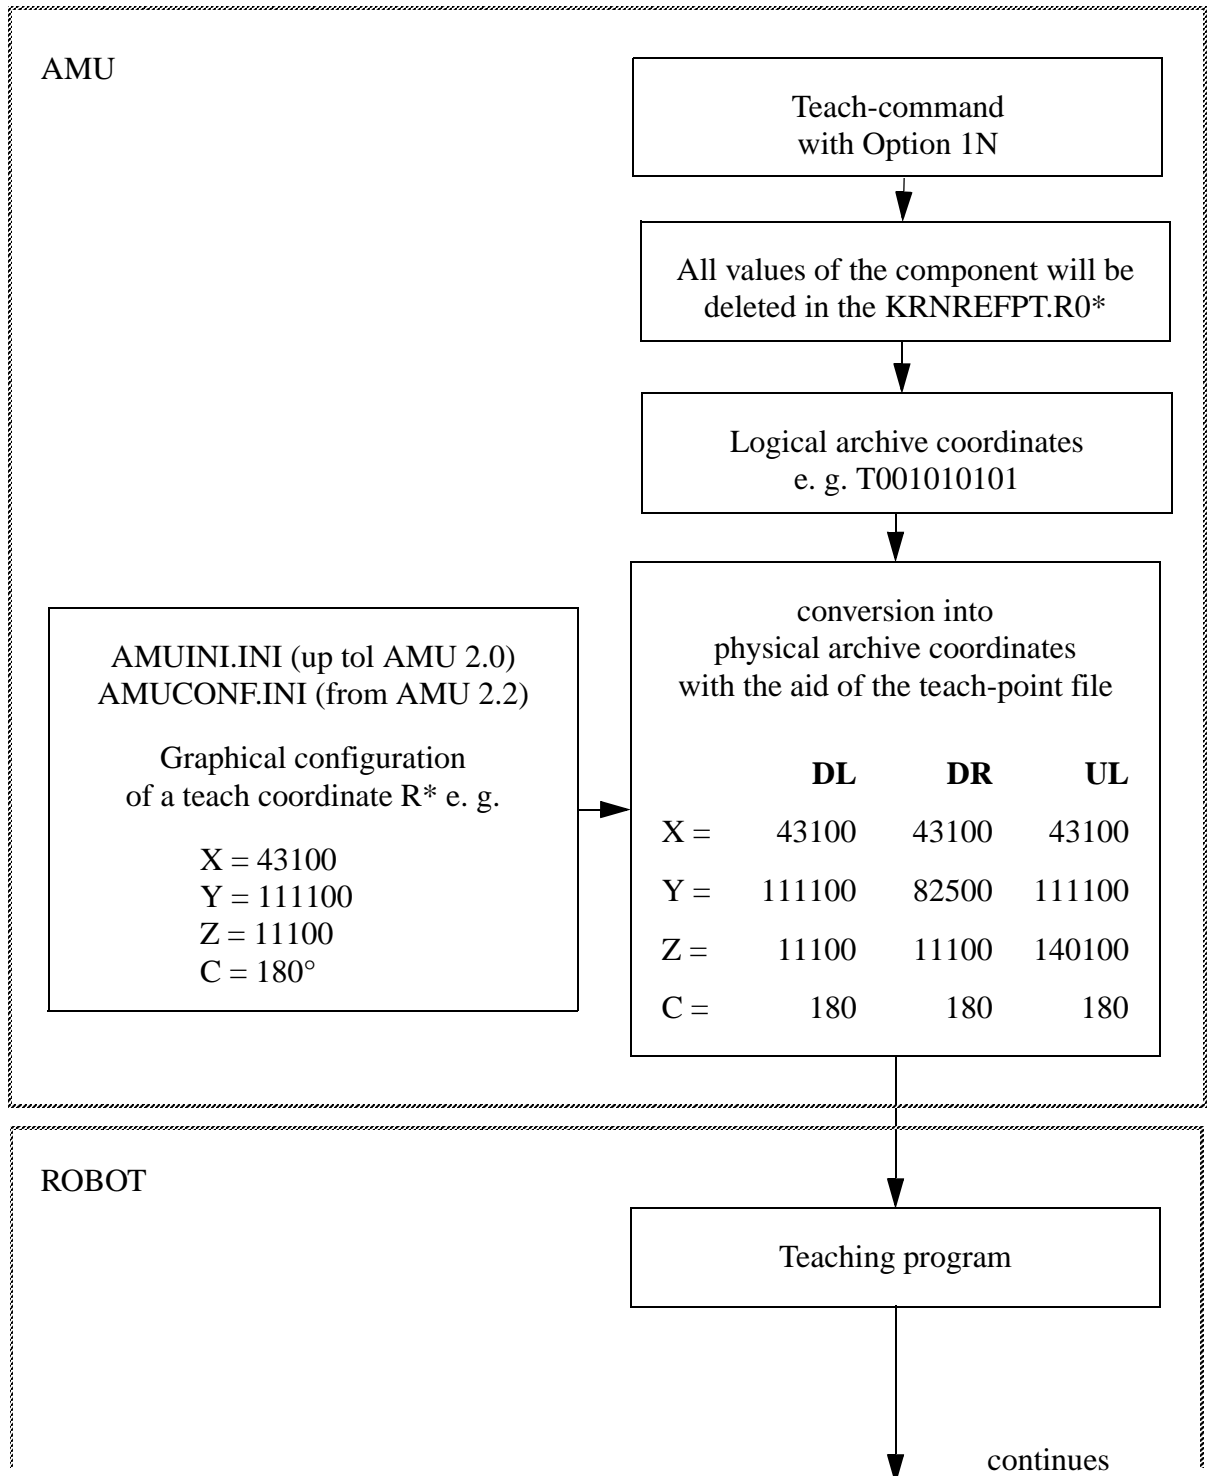 AMU
Teach-command
with Option 1N
All values of the component will be
deleted in the KRNREFPT.R0*
Logical archive coordinates
e. g. T001010101
AMUINI.INI (up tol AMU 2.0)
AMUCONF.INI (from AMU 2.2)
Graphical configuration
of a teach coordinate R* e. g.
X = 43100
Y = 111100
Z = 11100
C = 180°
conversion into
physical archive coordinates
with the aid of the teach-point file
DL DR UL
X = 43100 43100 43100
Y = 111100 82500 111100
Z = 11100 11100 140100
C = 180 180 180
ROBOT
Teaching program
continues